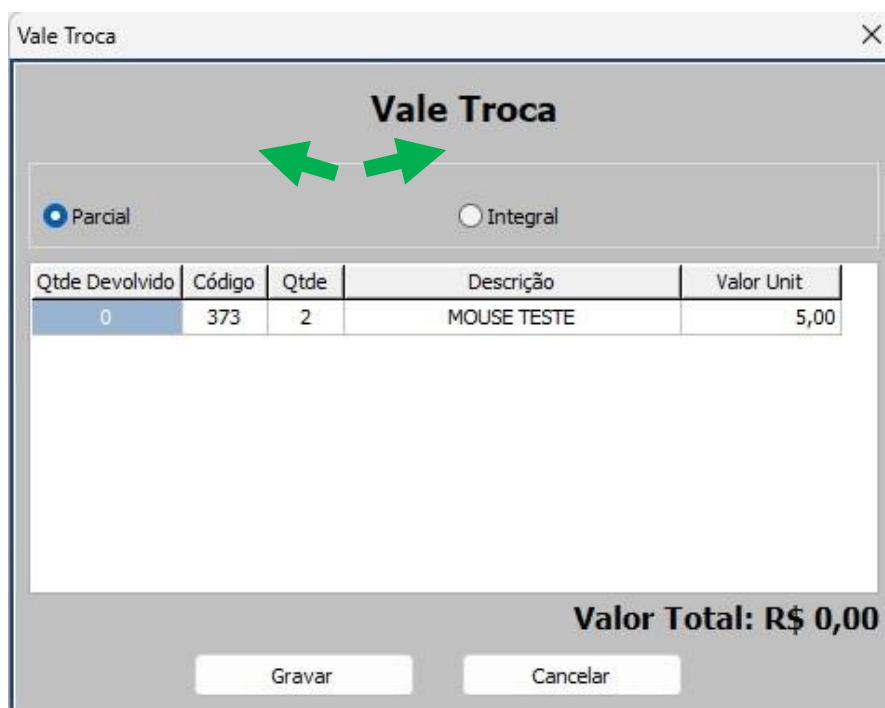 Vale Troca
Vale Troca
Parcial Integral
Qtde Devolvido Código Qtde Descrição Valor Unit
0 373 2 MOUSE TESTE 5,00
Valor Total: R$ 0,00
Gravar Cancelar